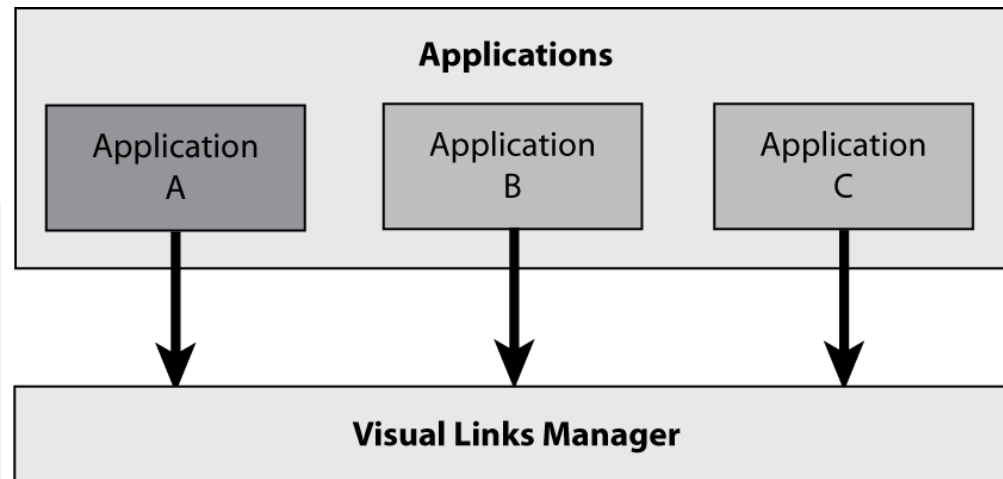 Applications
Application
A
Application
B
Application
C
Visual Links Manager